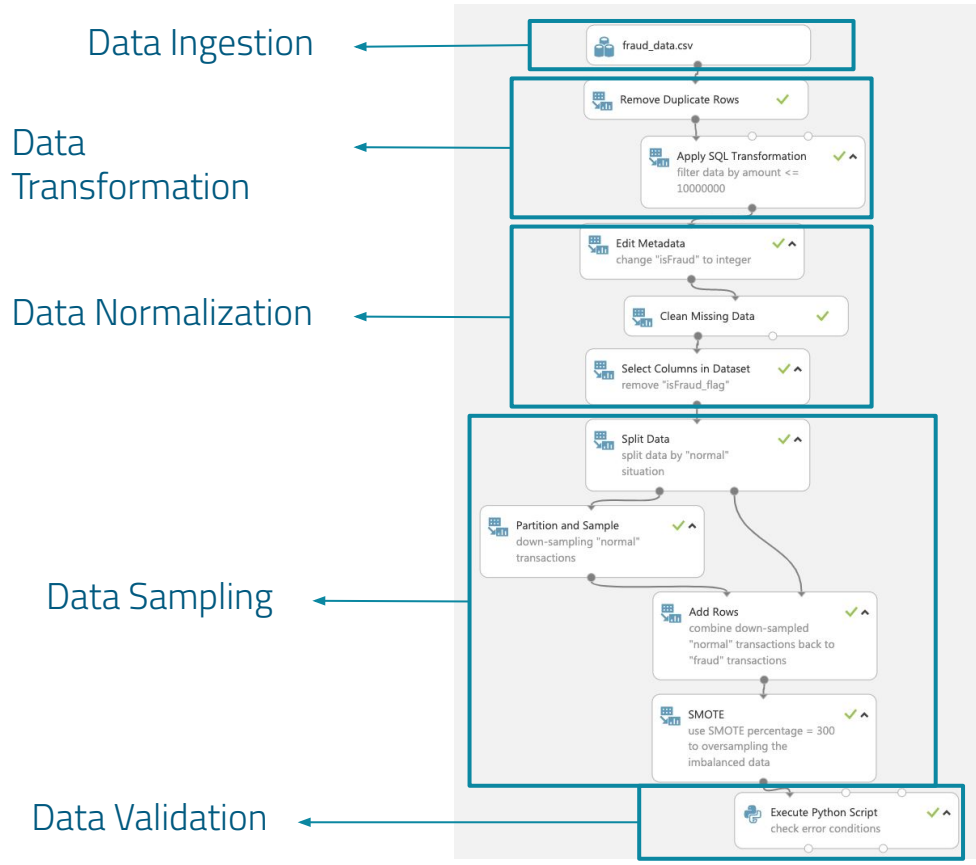 Data Ingestion
fraud_data.csv
Remove Duplicate Rows
Data
Transformation
Apply SQL Transformation
filter data by amount <=
10000000
Edit Metadata
change "isFraud" to integer
Data Normalization
Clean Missing Data
Select Columns in Dataset
remove "isFraud_flag"
Split Data
split data by "normal"
situation
Partition and Sample
down-sampling "normal"
transactions
Data Sampling
Add Rows
combine down-sampled
"normal" transactions back to
"fraud" transactions
SMOTE
use SMOTE percentage = 300
to oversampling the
imbalanced data
Data Validation
Execute Python Script
check error conditions